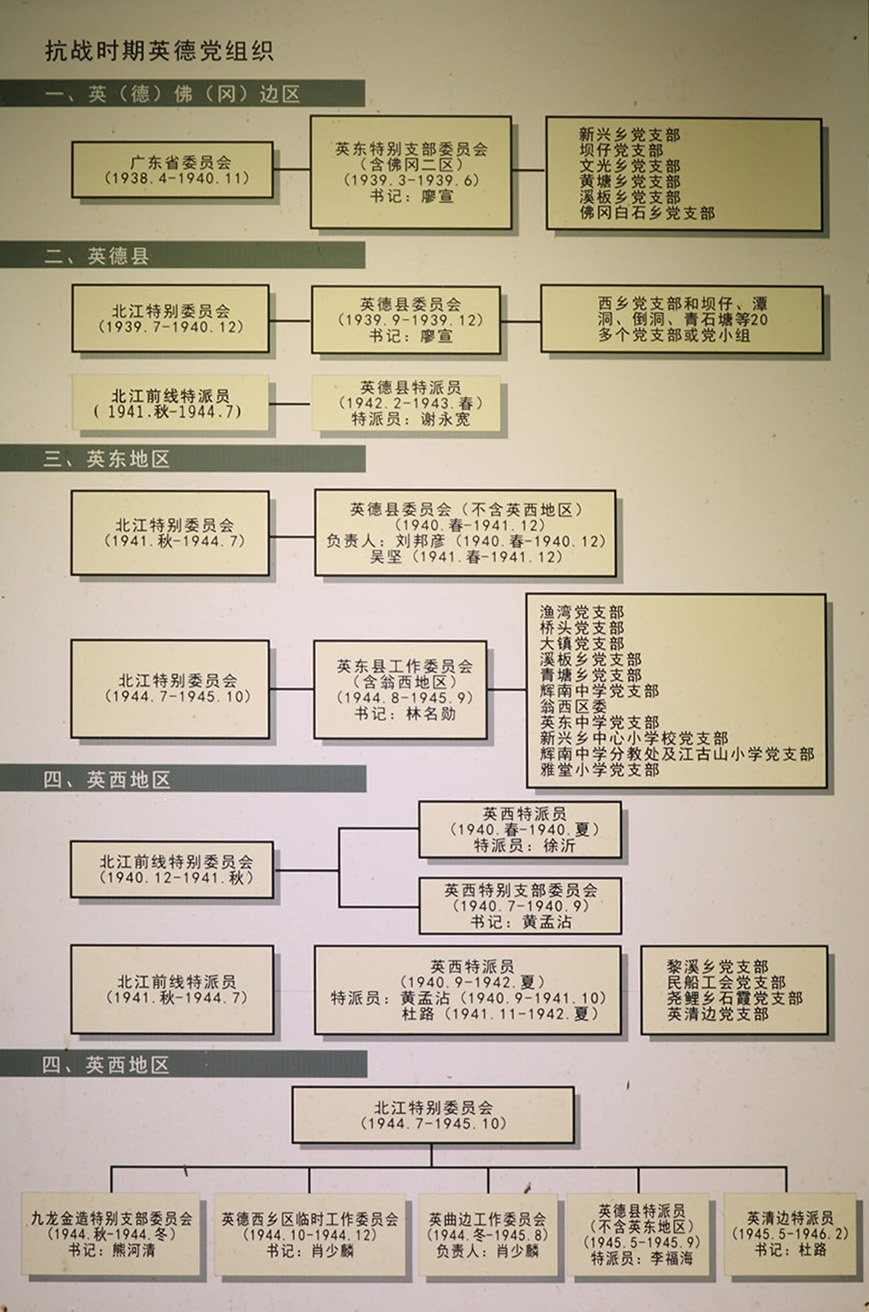 抗战时期英德党组织
一、英（德）佛（冈）边区
广东省委员会
（1938.4-1940.11）
英东特别支部委员会
（含佛冈二区）
（1939.3-1939.6）
书记：廖宣
新兴乡党支部
坝仔党支部
文光乡党支部
黄塘乡党支部
溪板乡党支部
佛冈白石乡党支部
二、英德县
北江特别委员会
（1939.7-1940.12）
英德县委员会
（1939.9-1939.12）
书记：廖宣
西乡党支部和坝仔、潭
洞、倒洞、青石塘等20
多个党支部或党小组
北江前线特派员
（1941.秋-1944.7）
英德县特派员
（1942.2-1943.春）
特派员：谢永宽
三、英东地区
北江特别委员会
（1941.秋-1944.7）
英德县委员会（不含英西地区）
（1940.春-1941.12）
负责人：刘邦彦（1940.春-1940.12）
吴坚（1941.春-1941.12）
北江特别委员会
（1944.7-1945.10）
英东县工作委员会
（含翁西地区）
（1944.8-1945.9）
书记：林名勋
渔湾党支部
桥头党支部
大镇党支部
溪板乡党支部
青塘乡党支部
辉南中学党支部
翁西区委
英东中学党支部
新兴乡中心小学校党支部
辉南中学分教处及江古山小学党支部
雅堂小学党支部
四、英西地区
北江前线特别委员会
（1940.12-1941.秋）
英西特派员
（1940.春-1940.夏）
特派员：徐沂
英西特别支部委员会
（1940.7-1940.9）
书记：黄孟沾
北江前线特派员
（1941.秋-1944.7）
英西特派员
（1940.9-1942.夏）
特派员：黄孟沾（1940.9-1941.10）
杜路（1941.11-1942.夏）
黎溪乡党支部
民船工会党支部
尧鲤乡石霞党支部
英清边党支部
四、英西地区
北江特别委员会
（1944.7-1945.10）
九龙金造特别支部委员会
（1944.秋-1944.冬）
书记：熊河清
英德西乡区临时工作委员会
（1944.10-1944.12）
书记：肖少麟
英曲边工作委员会
（1944.冬-1945.8）
负责人：肖少麟
英德县特派员
（不含英东地区）
（1945.5-1945.9）
特派员：李福海
英清边特派员
（1945.5-1946.2）
书记：杜路